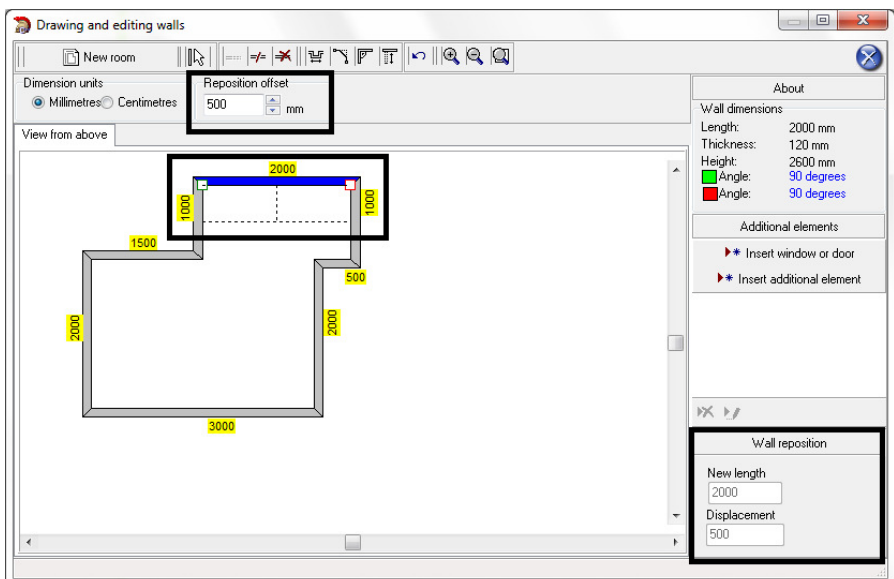 Drawing and editing walls
New room
Dimension units
Millimetres Centimetres
Reposition offset
500 mm
View from above
2000
1000
1000
1500
500
2000
2000
3000
About
Wall dimensions
Length: 2000 mm
Thickness: 120 mm
Height: 2600 mm
Angle: 90 degrees
Angle: 90 degrees
Additional elements
Insert window or door
Insert additional element
Wall reposition
New length
2000
Displacement
500